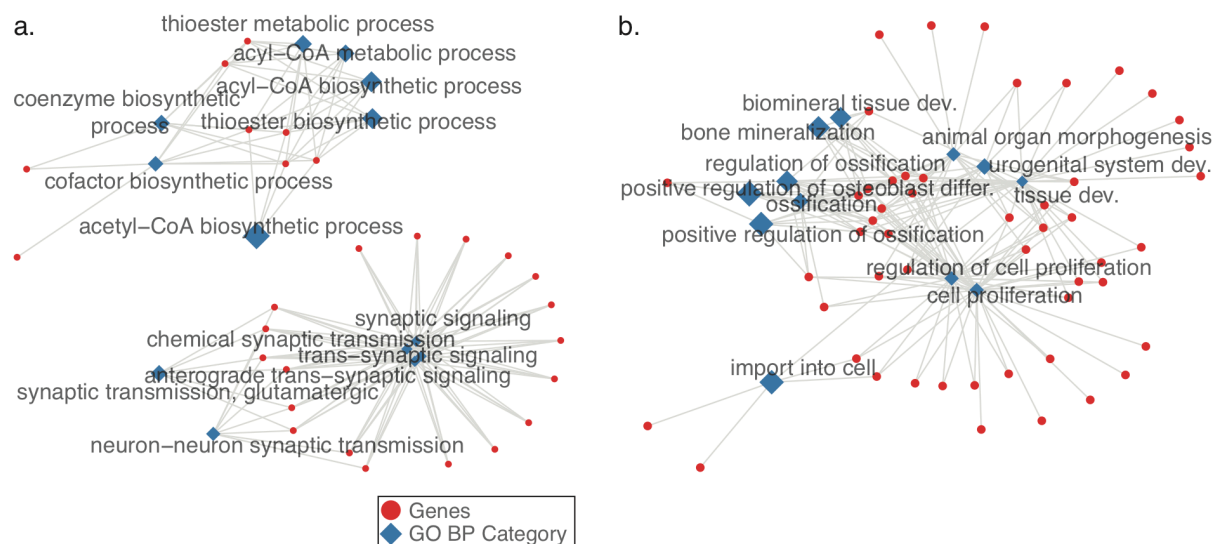 a.
thioester metabolic process
acyl−CoA metabolic process
acyl−CoA biosynthetic process
coenzyme biosynthetic
process
thioester biosynthetic process
cofactor biosynthetic process
acetyl−CoA biosynthetic process
synaptic signaling
chemical synaptic transmission
trans−synaptic signaling
anterograde trans−synaptic signaling
synaptic transmission, glutamatergic
neuron−neuron synaptic transmission
Genes
GO BP Category
b.
biomineral tissue dev.
bone mineralization
animal organ morphogenesis
regulation of ossification
urogenital system dev.
positive regulation of osteoblast differ.
tissue dev.
ossification
positive regulation of ossification
regulation of cell proliferation
cell proliferation
import into cell